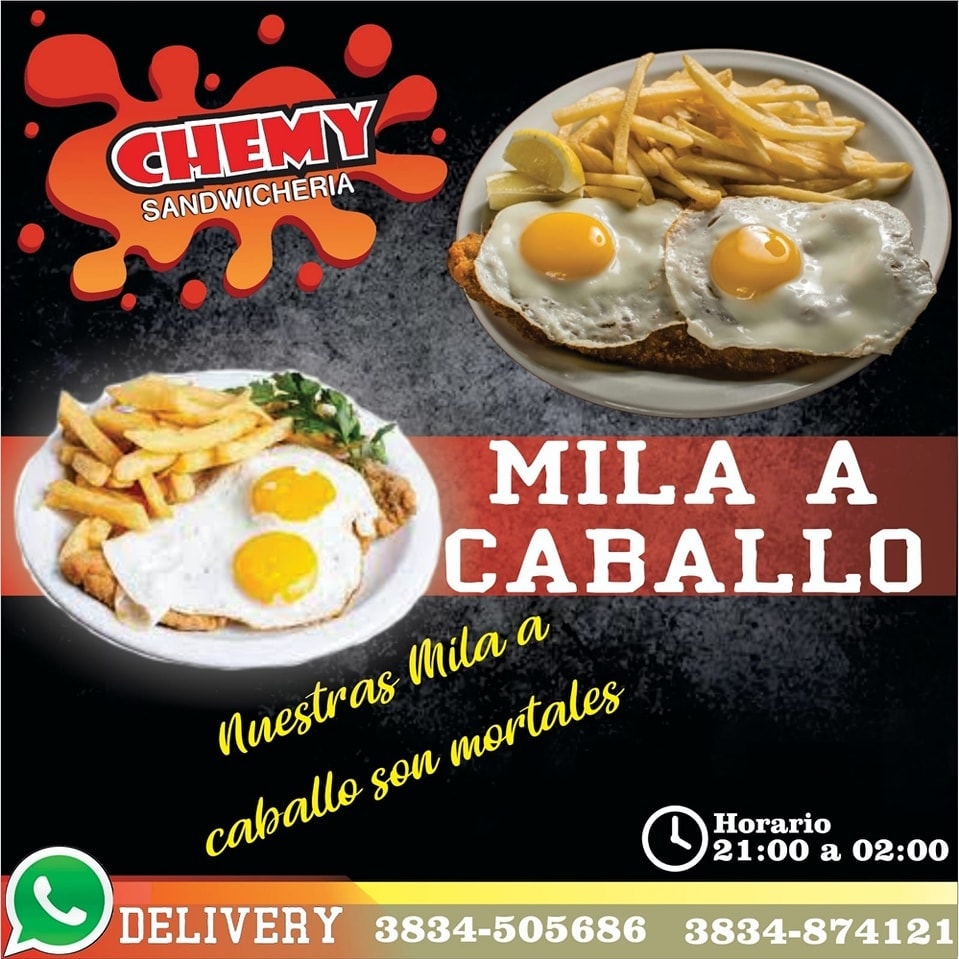 CHEMY
SANDWICHERIA
MILA A
CABALLO
Nuestras Mila a
caballo son mortales
Horario
21:00 a 02:00
DELIVERY 3834-505686 3834-874121